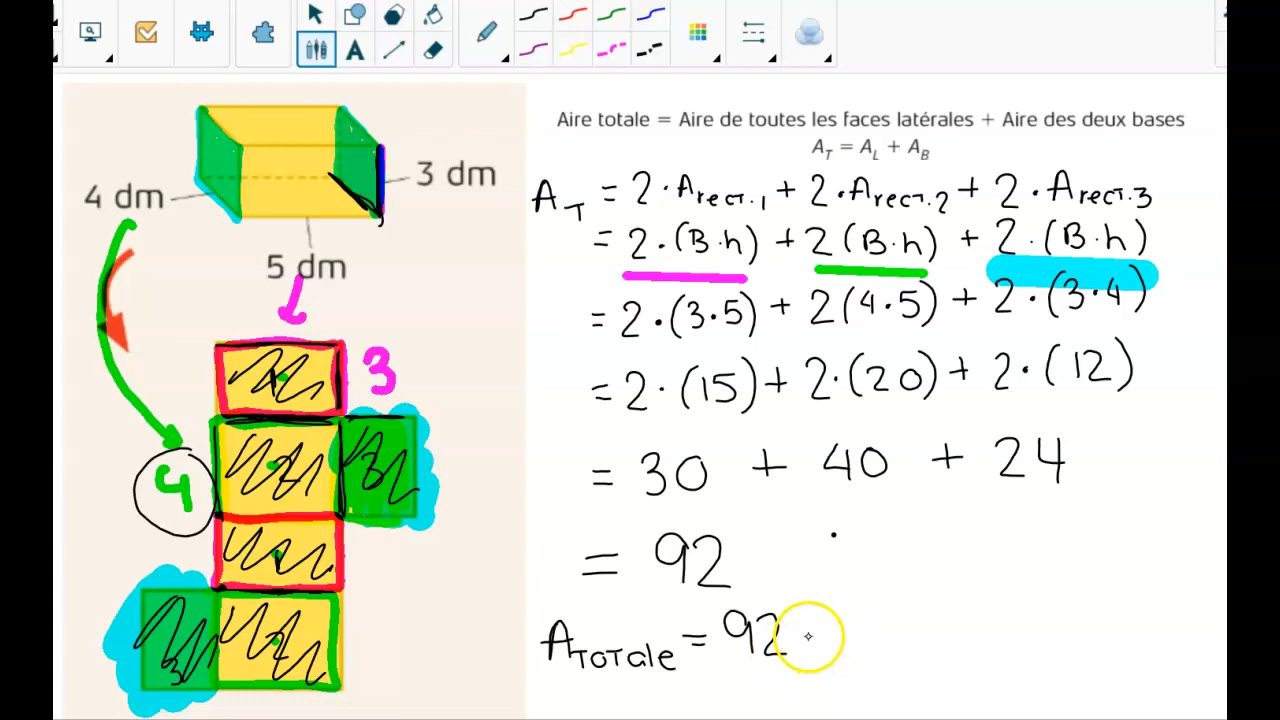 Aire totale = Aire de toutes les faces latérales + Aire des deux bases
A_T = A_L + A_B
4 dm
3 dm
5 dm
3
4
A_T = 2·A_rect.1 + 2·A_rect.2 + 2·A_rect.3
= 2·(B·h) + 2(B·h) + 2·(B·h)
= 2·(3·5) + 2(4·5) + 2·(3·4)
= 2·(15) + 2·(20) + 2·(12)
= 30 + 40 + 24
= 92
A_TOTALE = 92